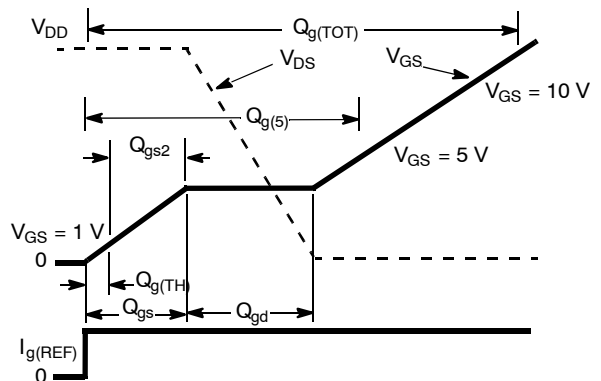 V_DD
Q_g(TOT)
V_DS
V_GS
V_GS = 10 V
Q_g(5)
Q_gs2
V_GS = 5 V
V_GS = 1 V
0
Q_g(TH)
Q_gs
Q_gd
I_g(REF)
0